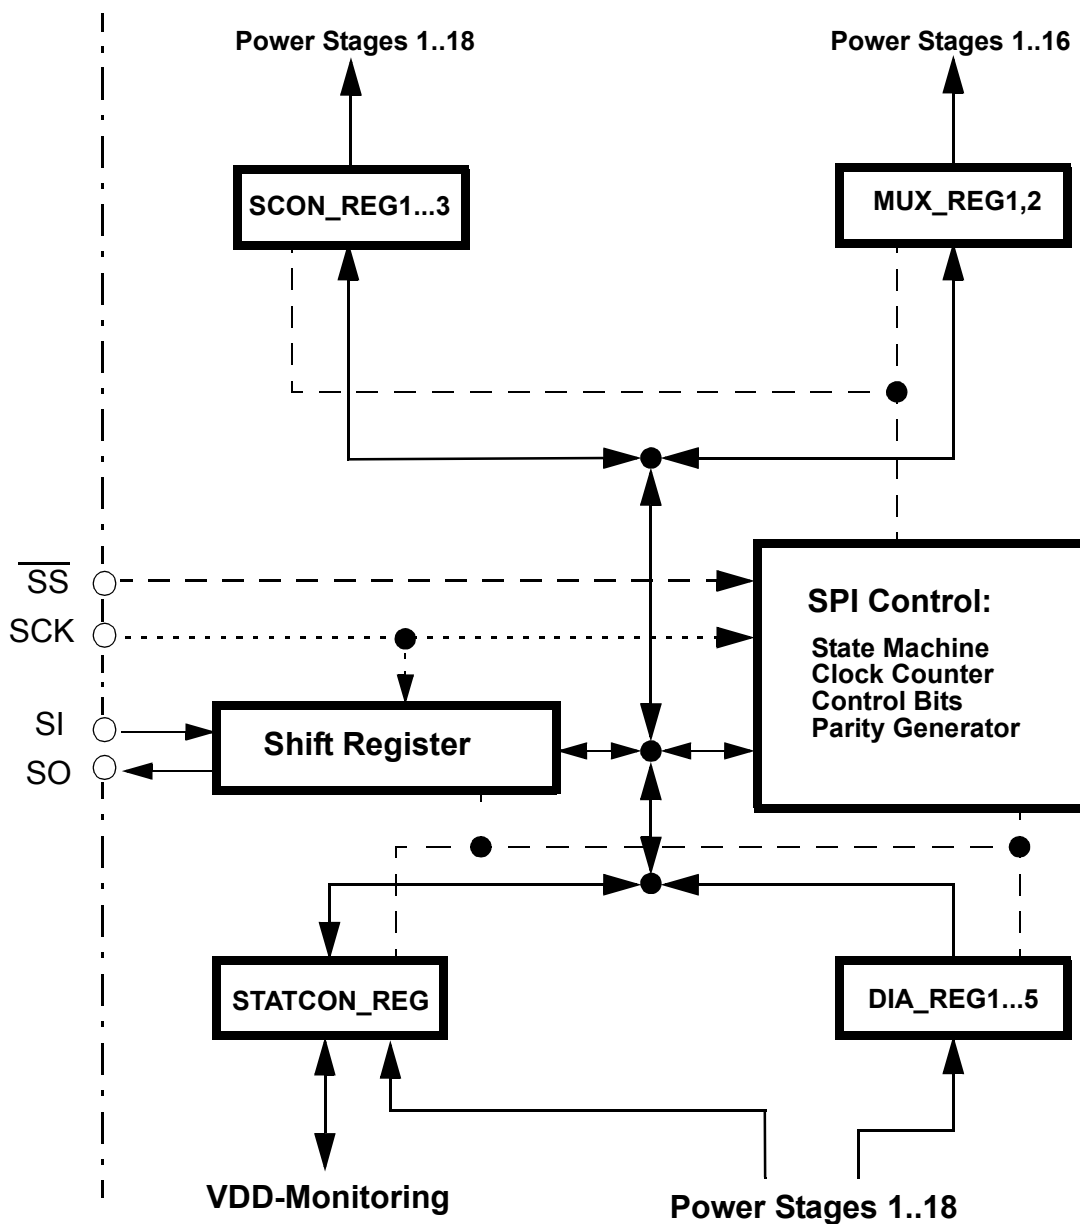 Power Stages 1..18
Power Stages 1..16
SCON_REG1...3
MUX_REG1,2
SS
SCK
SI
SO
SPI Control:
State Machine
Clock Counter
Control Bits
Parity Generator
Shift Register
STATCON_REG
DIA_REG1...5
VDD-Monitoring
Power Stages 1..18